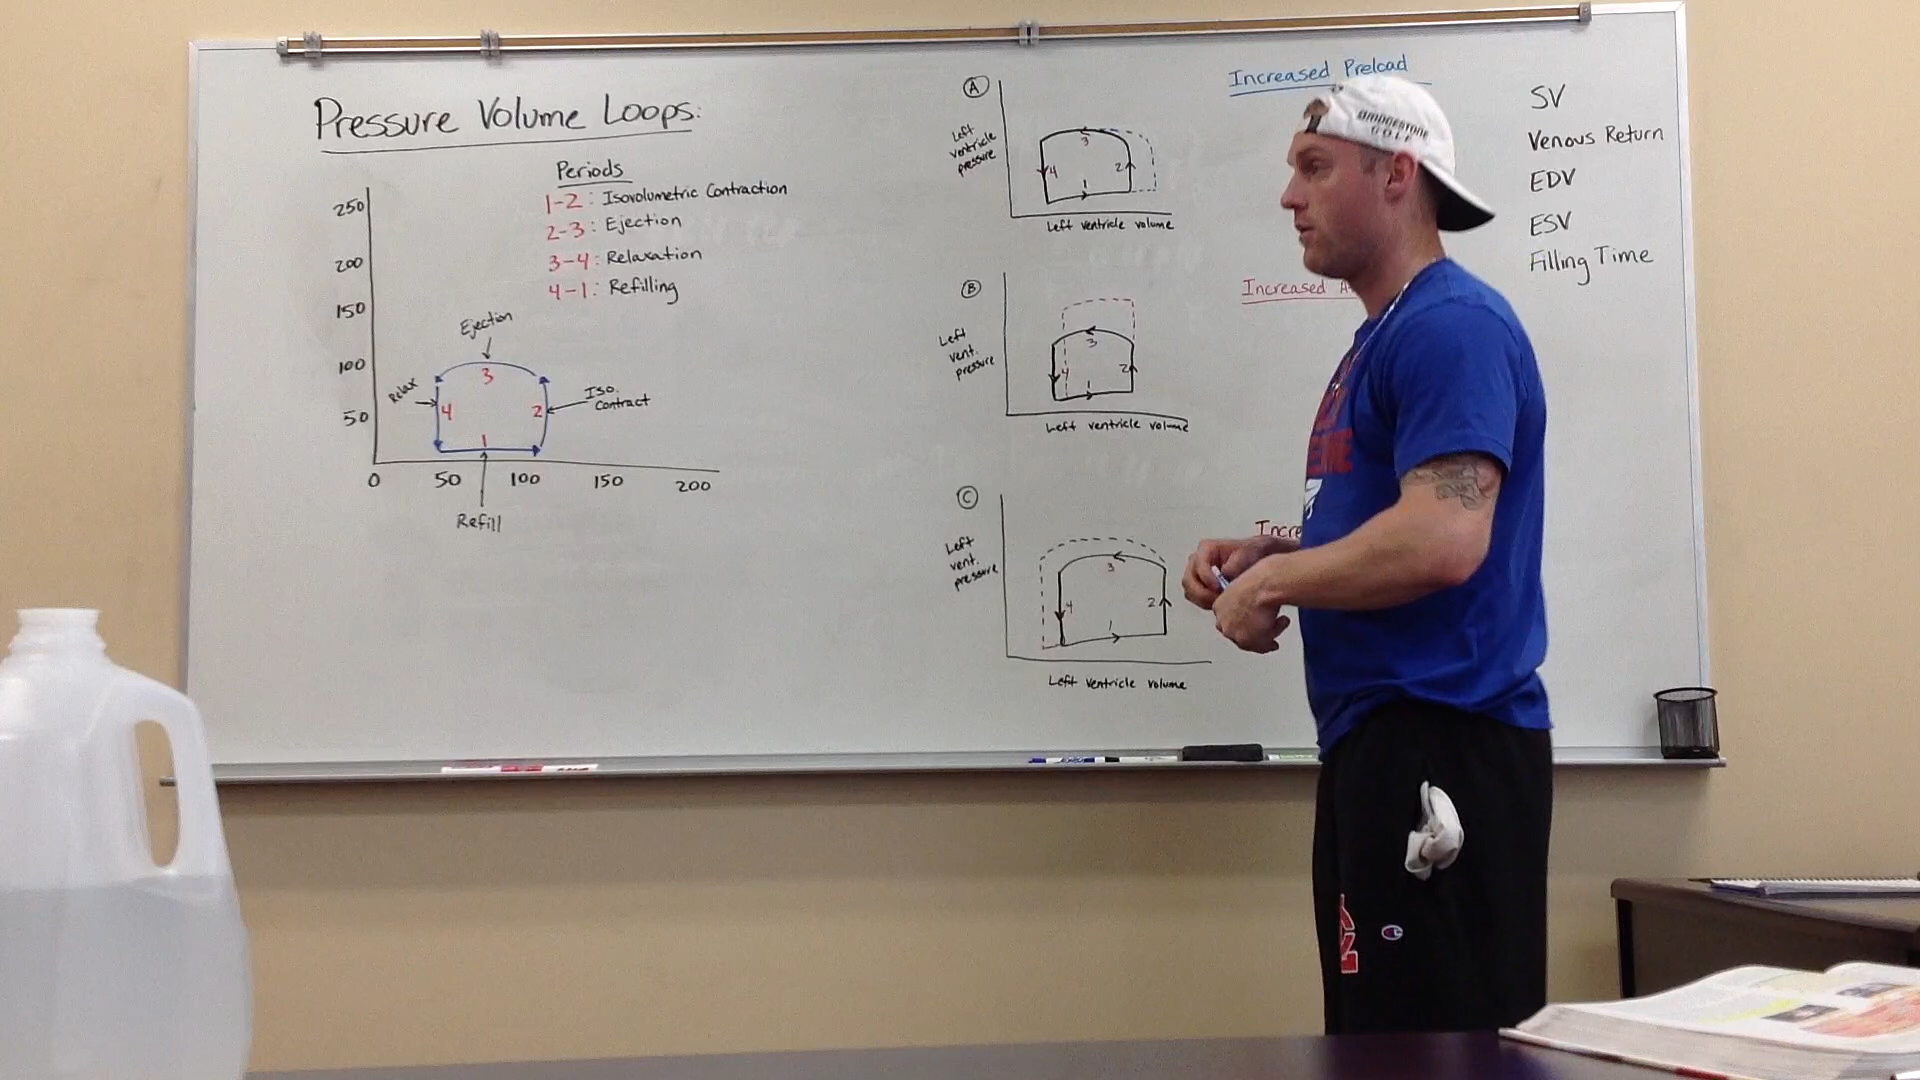 Pressure Volume Loops:
Periods
1-2: Isovolumetric Contraction
2-3: Ejection
3-4: Relaxation
4-1: Refilling
250
200
150
100
50
0
50
100
150
200
Ejection
Relax
Iso.
Contract
Refill
1
2
3
4
A
Left
ventricle
pressure
3
4
2
1
Left ventricle volume
B
Left
vent.
pressure
3
4
2
1
Left ventricle volume
C
Left
vent.
pressure
3
4
2
1
Left ventricle volume
Increased Preload
Increased
SV
Venous Return
EDV
ESV
Filling Time
BRIDGESTONE
GOLF